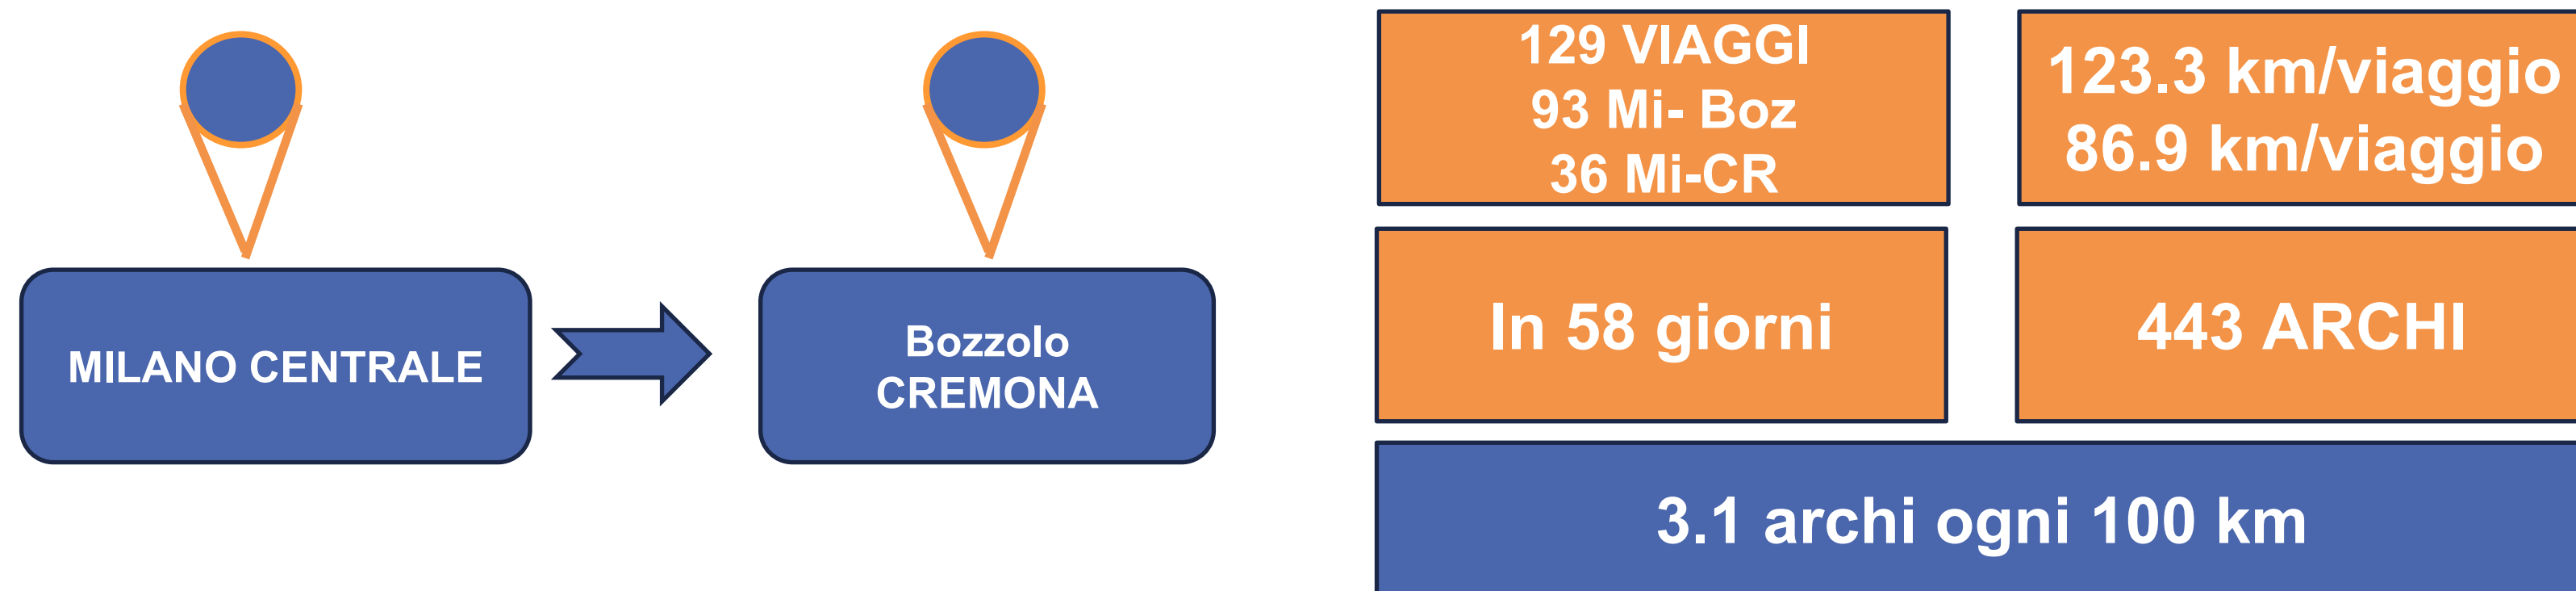 MILANO CENTRALE
Bozzolo
CREMONA
129 VIAGGI
93 Mi- Boz
36 Mi-CR
123.3 km/viaggio
86.9 km/viaggio
In 58 giorni
443 ARCHI
3.1 archi ogni 100 km